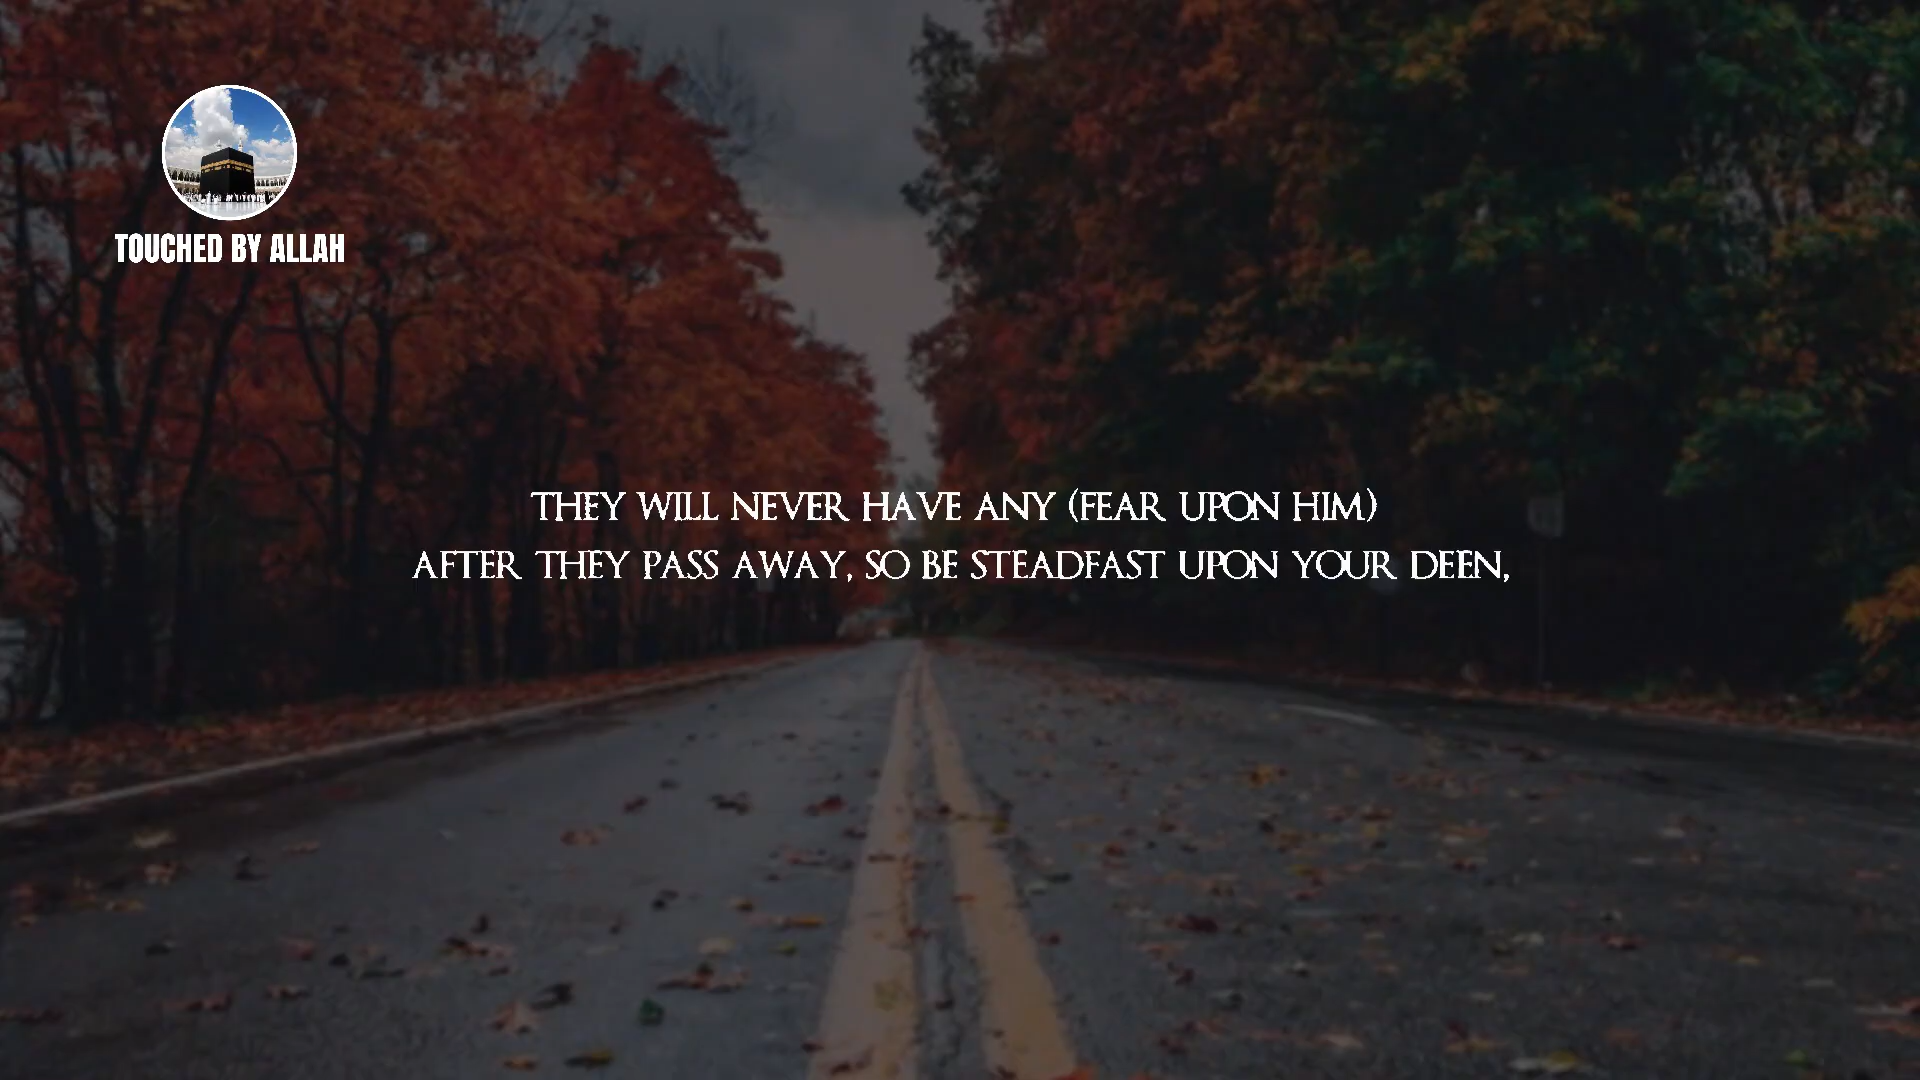 TOUCHED BY ALLAH
THEY WILL NEVER HAVE ANY (FEAR UPON HIM)
AFTER THEY PASS AWAY, SO BE STEADFAST UPON YOUR DEEN,